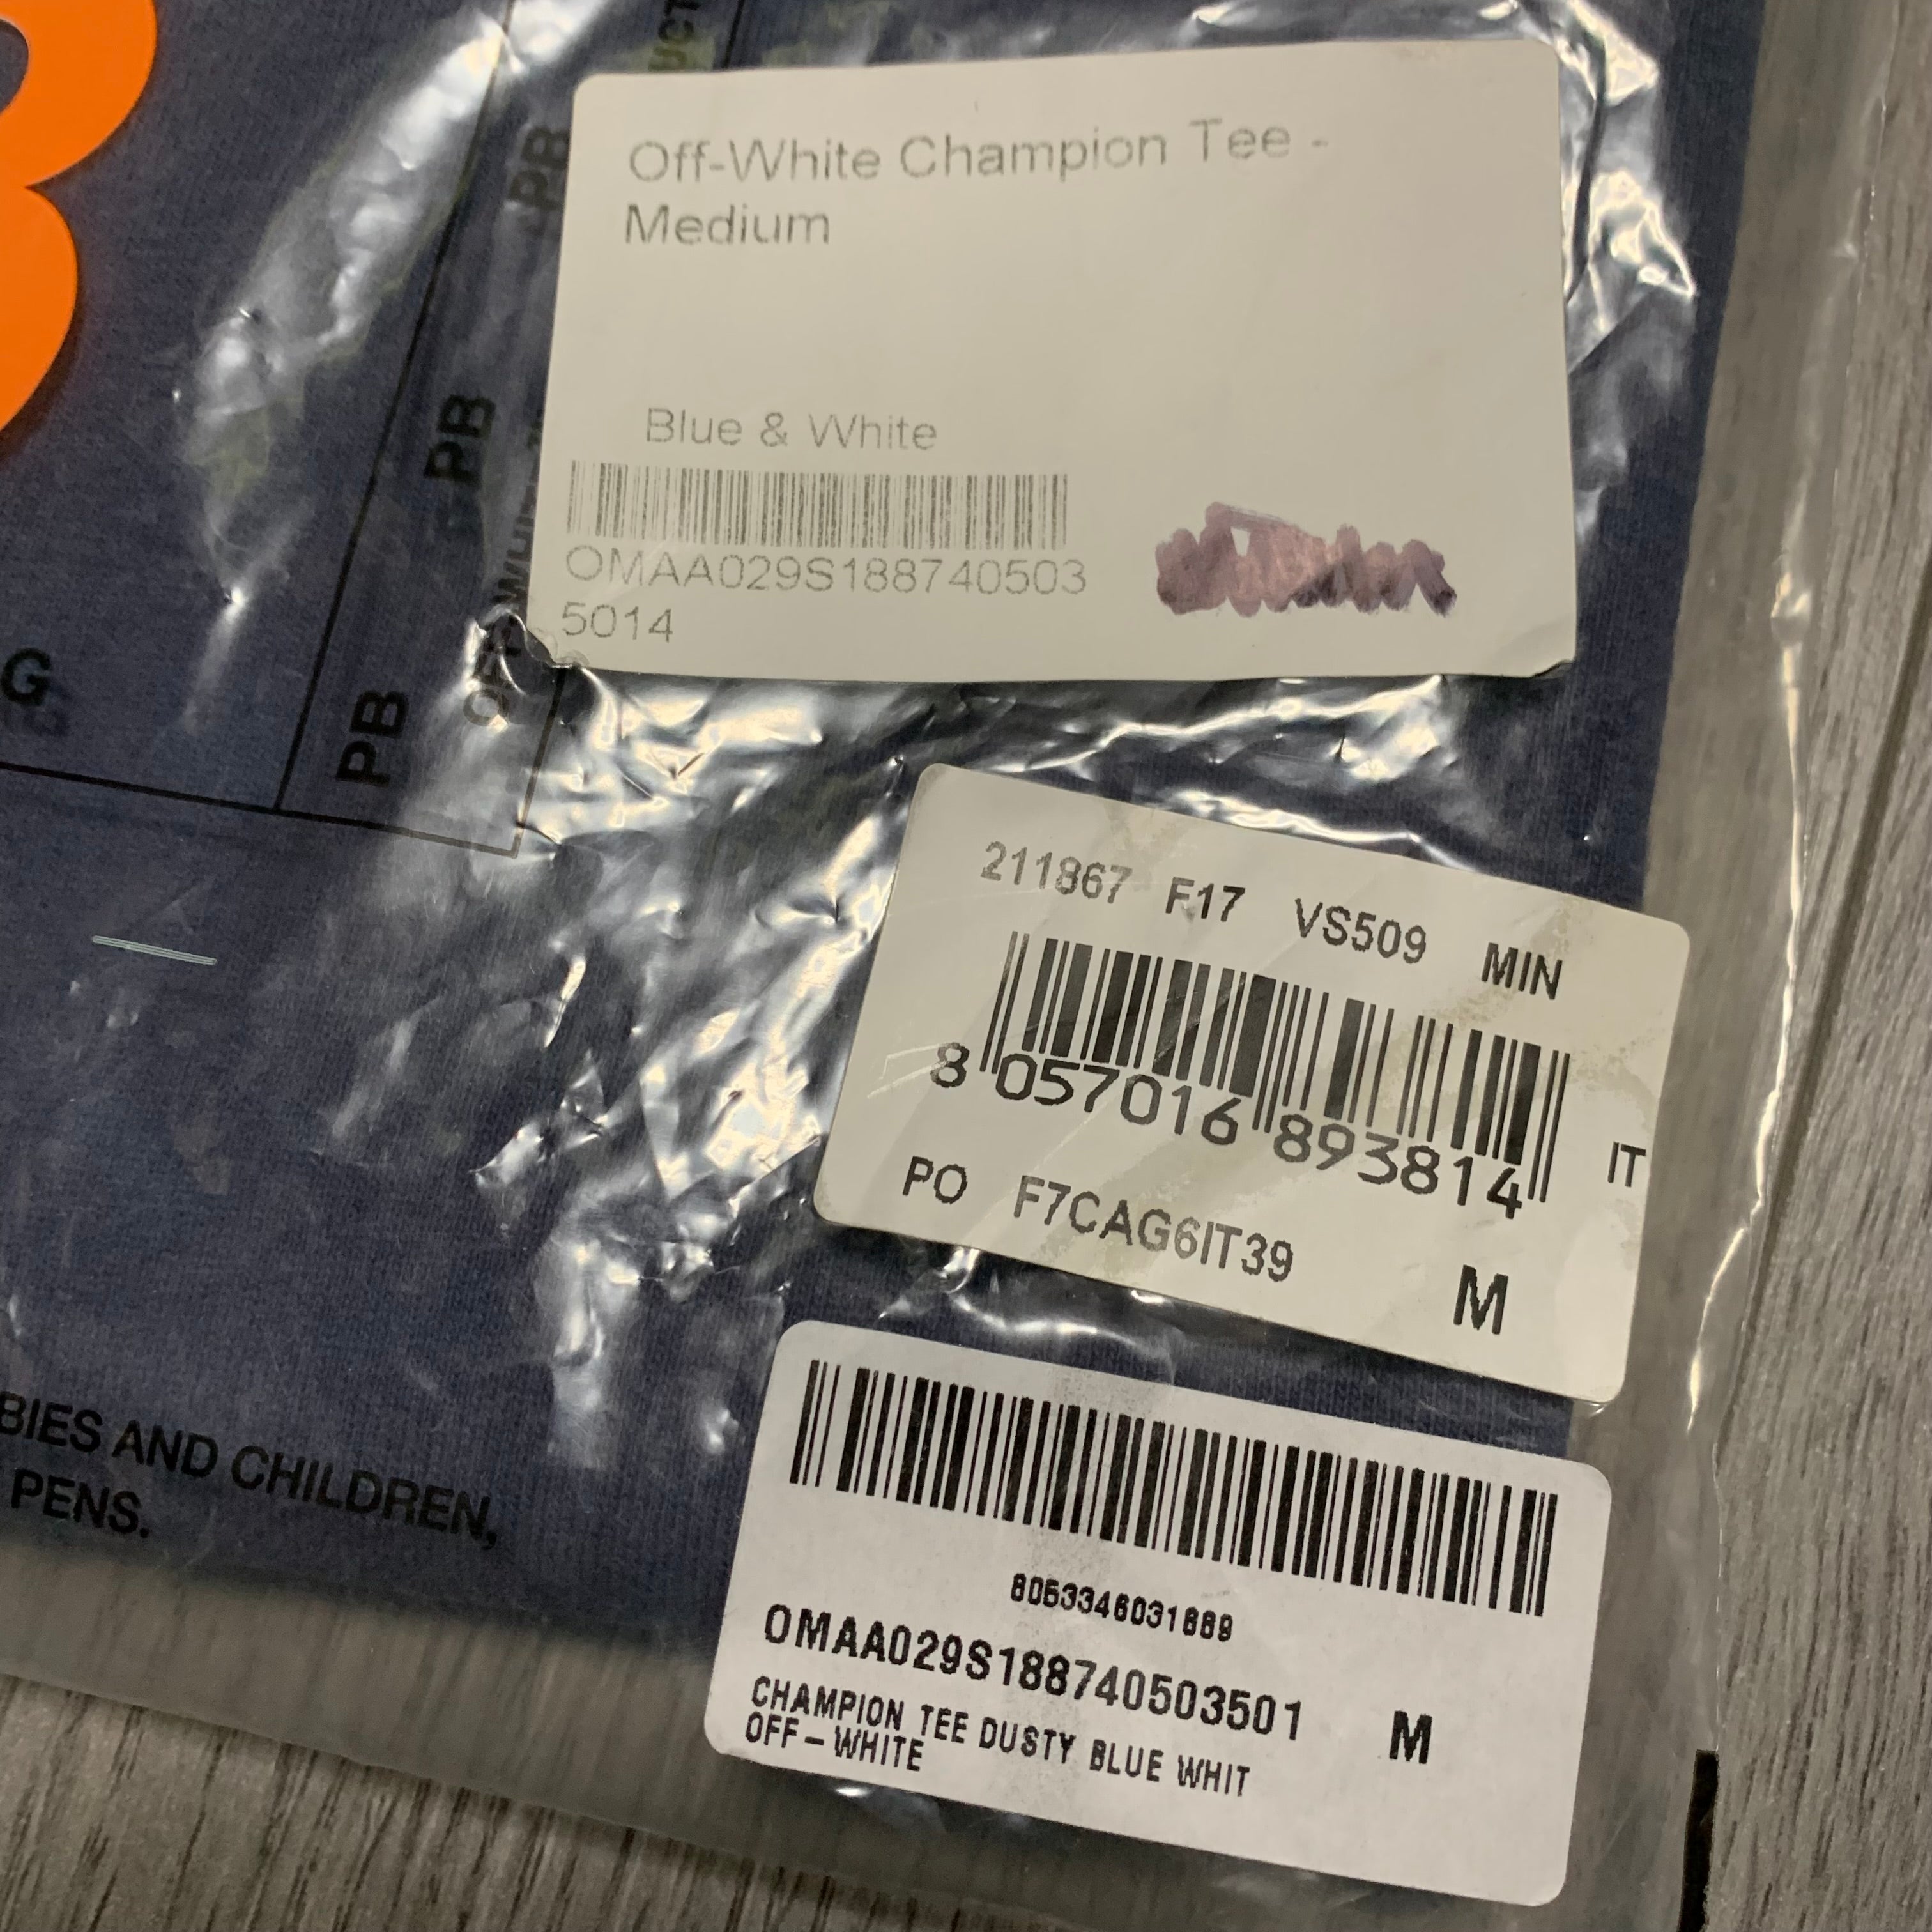 Off-White Champion Tee -
Medium
Blue & White
OMAA029S188740503
5014
PB
PB
PB
G
211867 F17 VS509 MIN
8 057016 893814
IT
PO F7CAG6IT39
M
8053346031889
OMAA029S188740503501 M
CHAMPION TEE DUSTY BLUE WHIT
OFF-WHITE
BIES AND CHILDREN,
PENS.